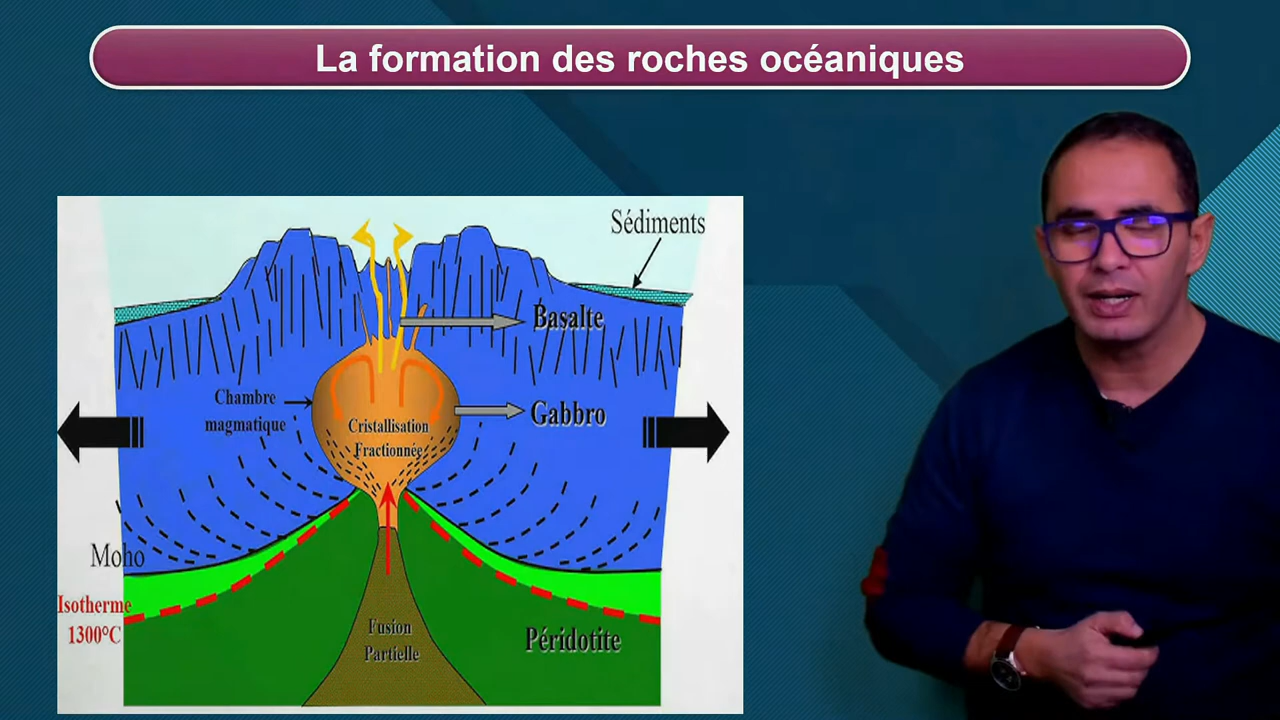 La formation des roches océaniques
Sédiments
Basalte
Chambre
magmatique
Cristallisation
Fractionnée
Gabbro
Moho
Isotherme
1300°C
Fusion
Partielle
Péridotite